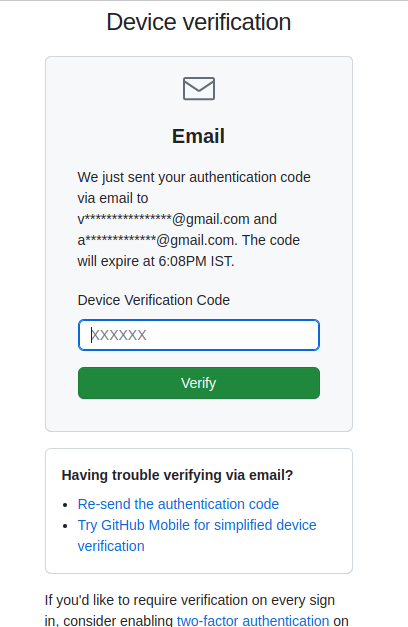 Device verification
Email
We just sent your authentication code
via email to
v****************@gmail.com and
a*************@gmail.com. The code
will expire at 6:08PM IST.
Device Verification Code
XXXXXX
Verify
Having trouble verifying via email?
Re-send the authentication code
Try GitHub Mobile for simplified device
verification
If you'd like to require verification on every sign
in, consider enabling two-factor authentication on